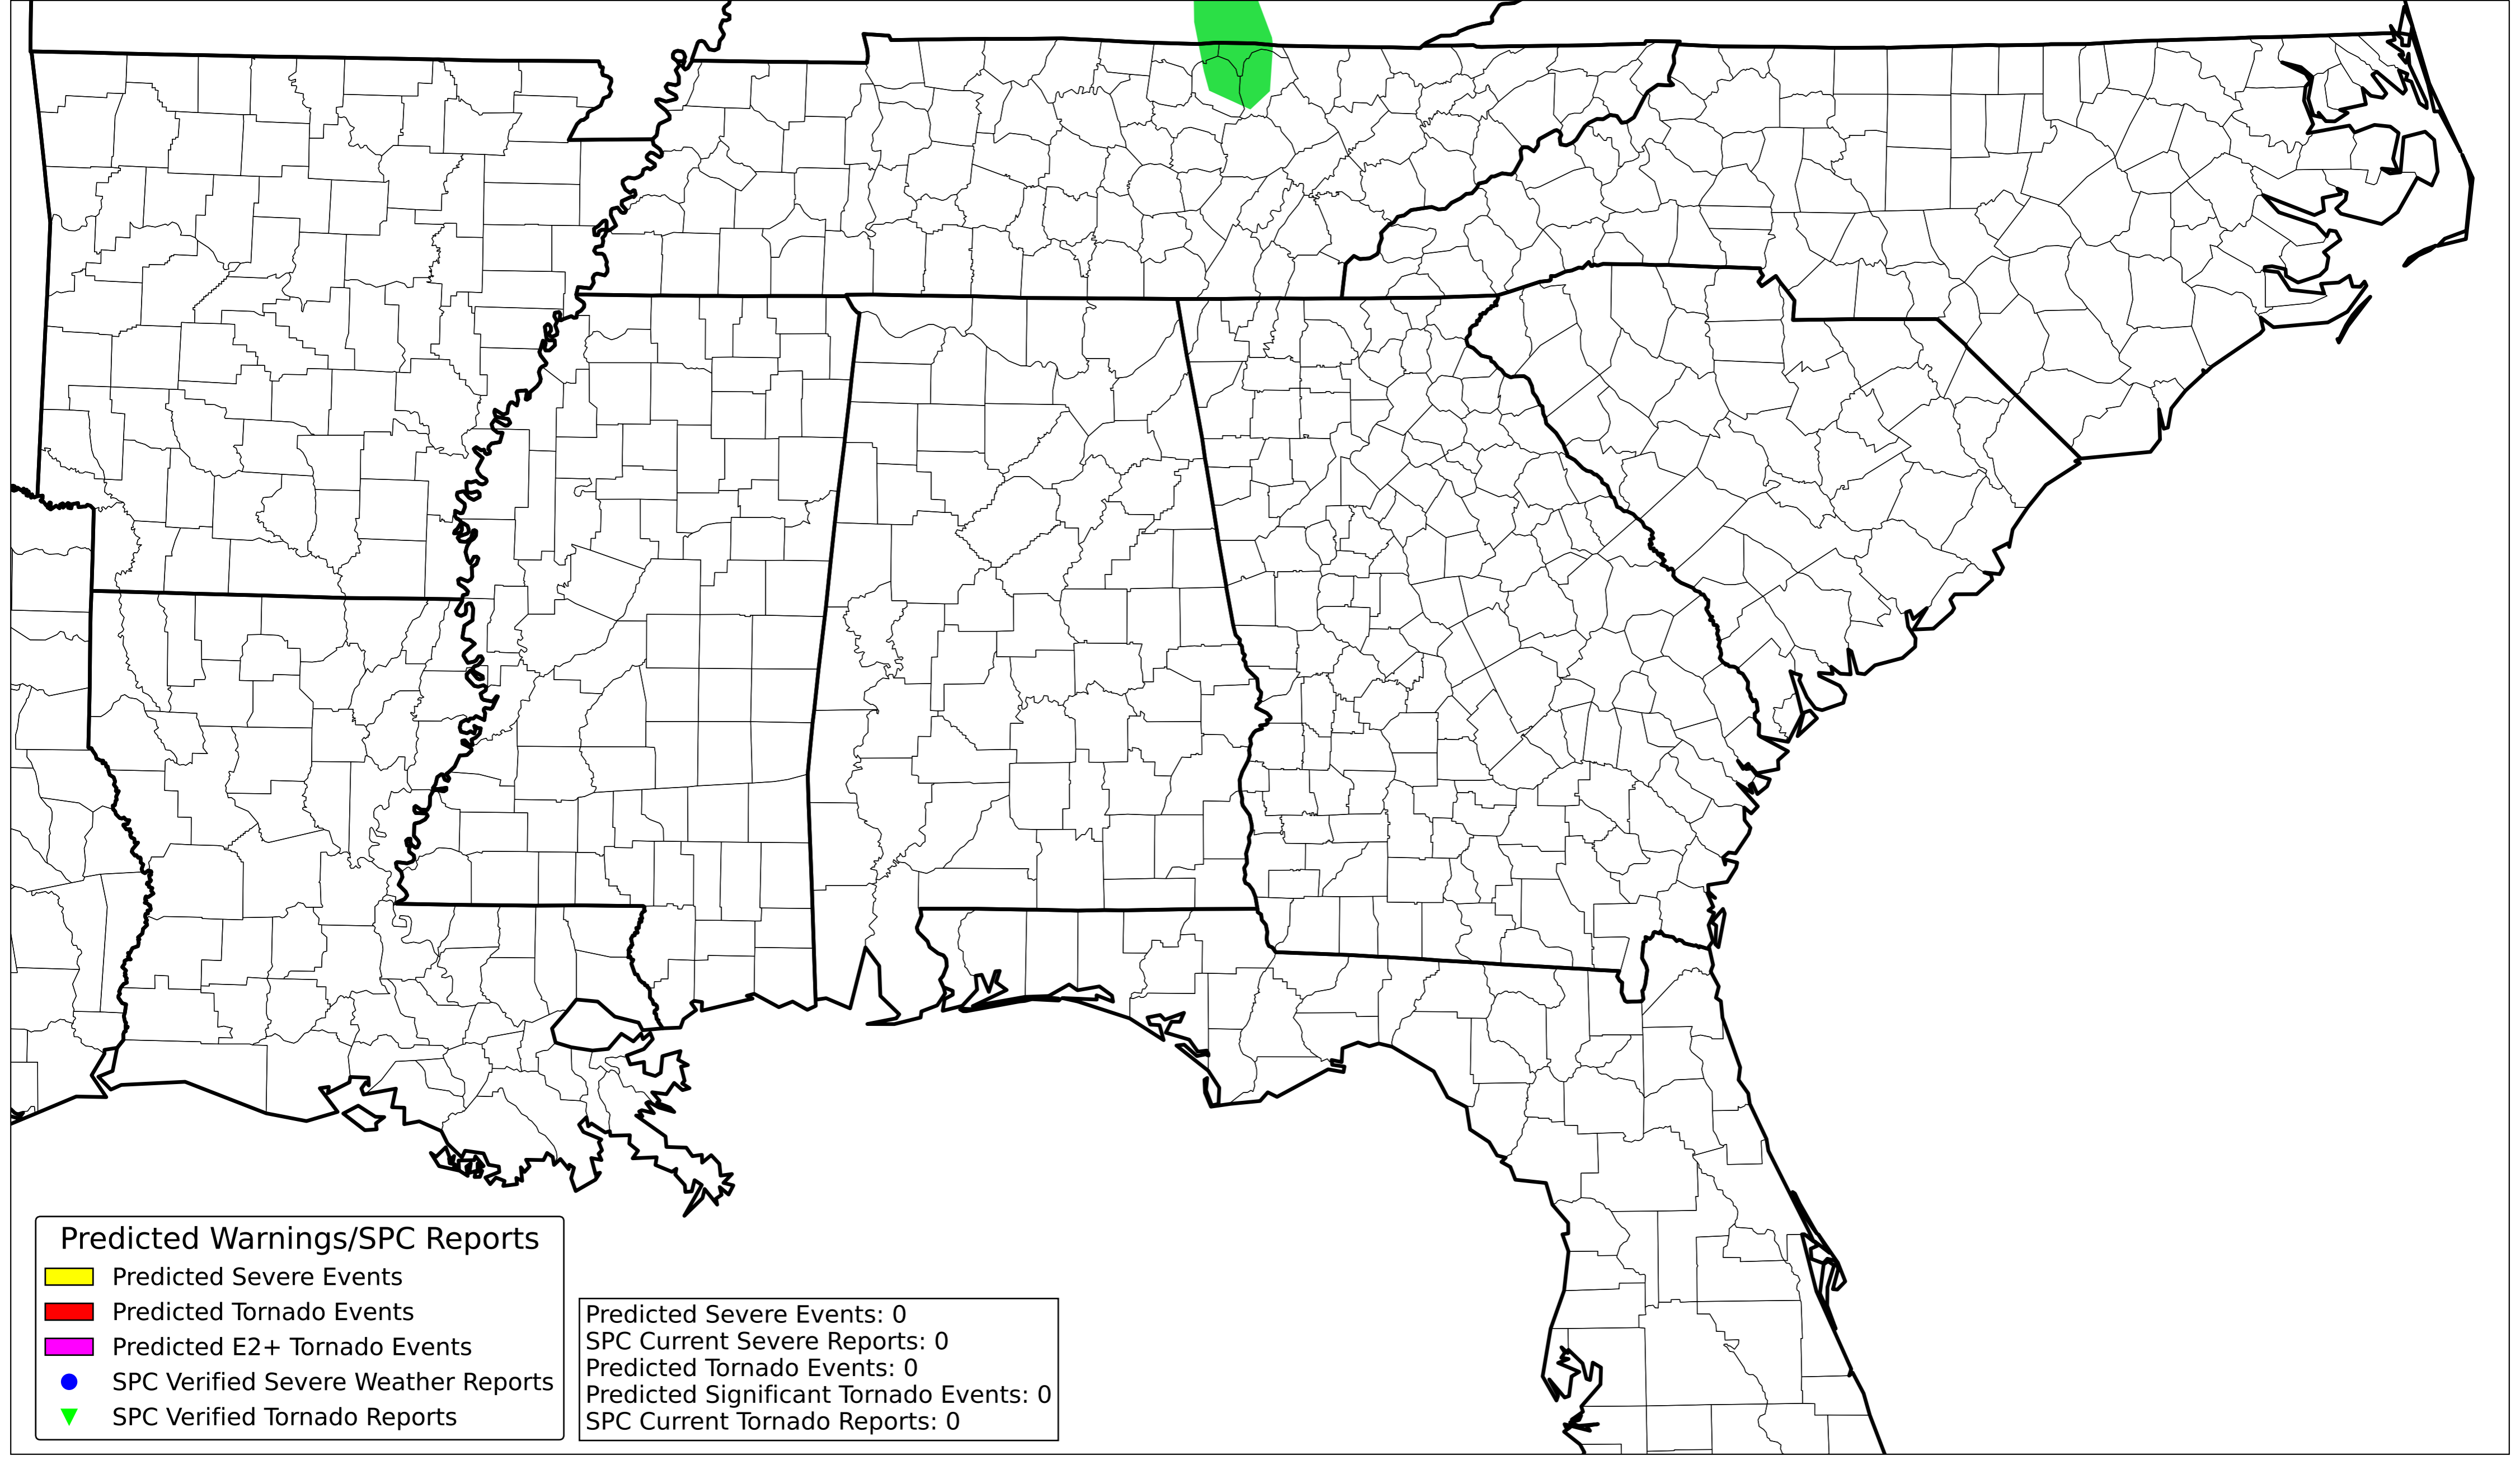 Predicted Warnings/SPC Reports
Predicted Severe Events
Predicted Tornado Events
Predicted E2+ Tornado Events
SPC Verified Severe Weather Reports
SPC Verified Tornado Reports
Predicted Severe Events: 0
SPC Current Severe Reports: 0
Predicted Tornado Events: 0
Predicted Significant Tornado Events: 0
SPC Current Tornado Reports: 0